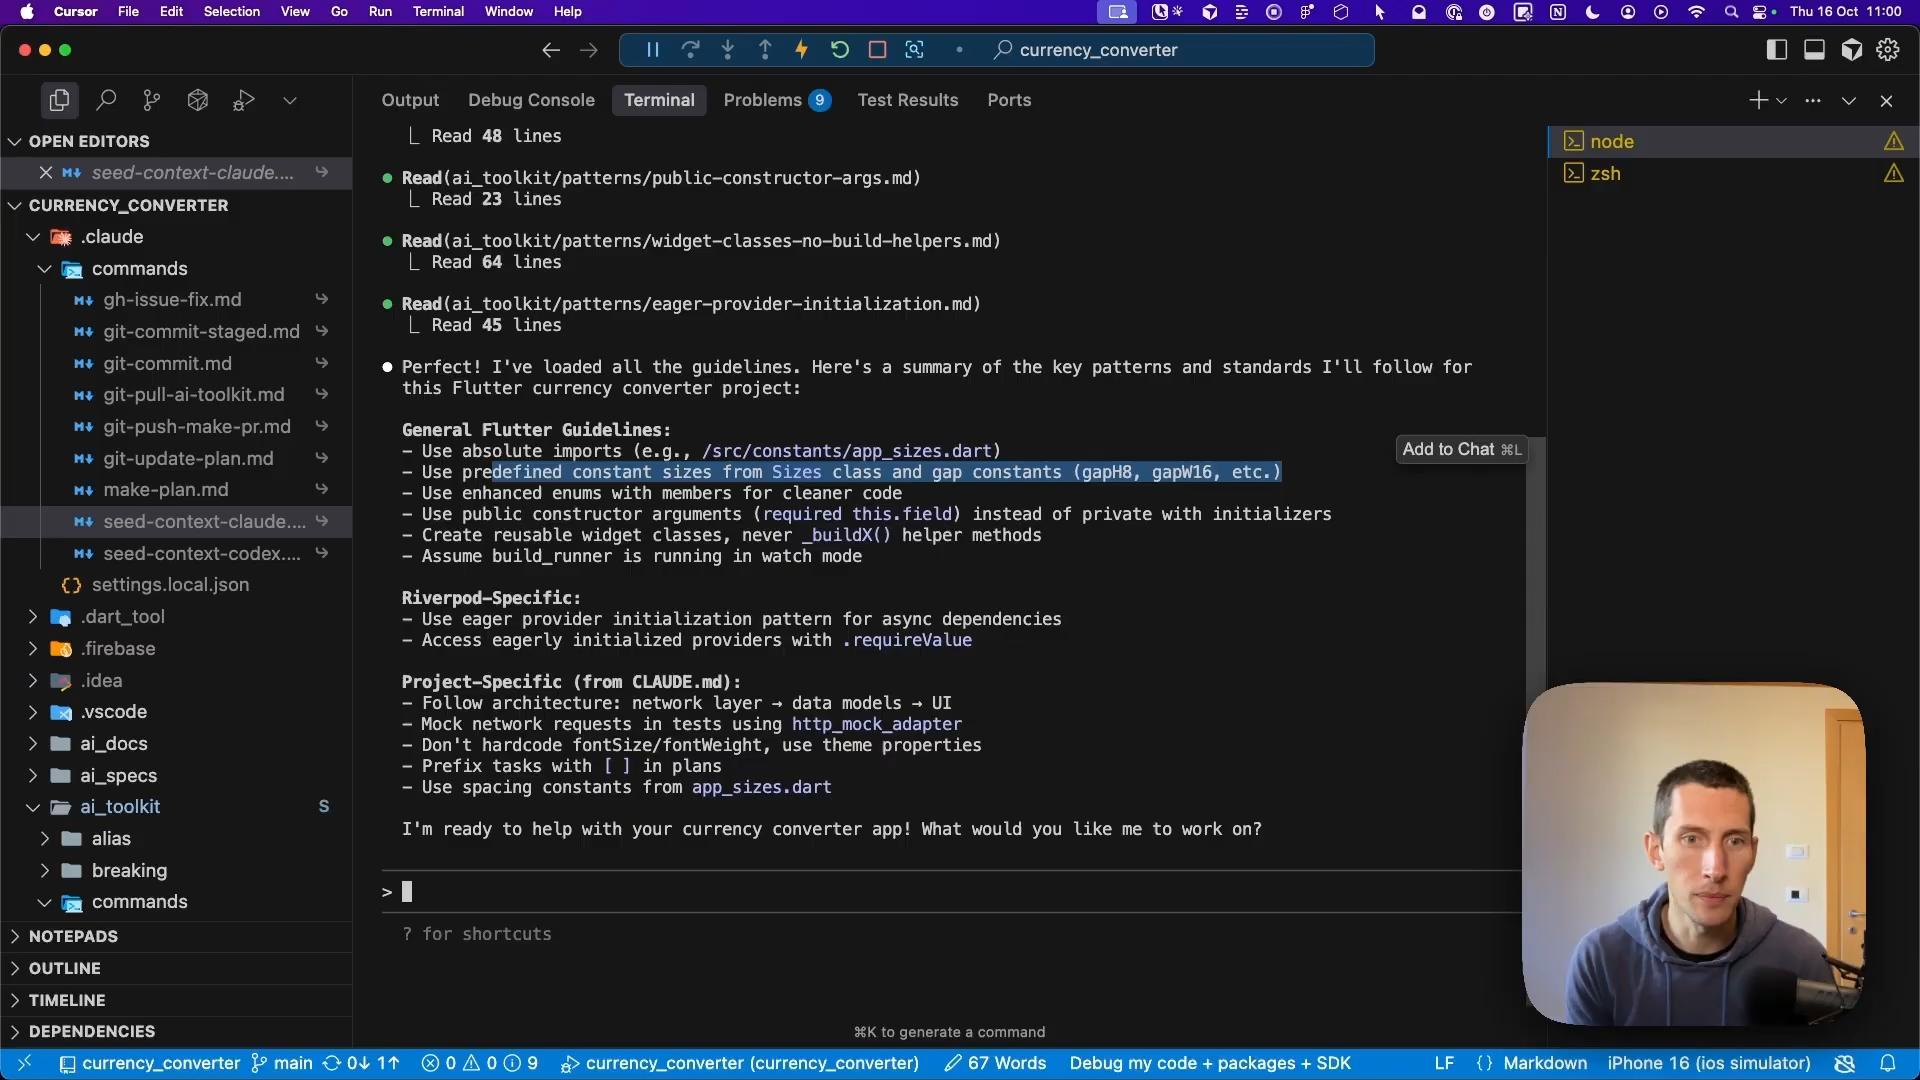 Cursor File Edit Selection View Go Run Terminal Window Help Thu 16 Oct 11:00
currency_converter
Output Debug Console Terminal Problems 9 Test Results Ports
OPEN EDITORS
seed-context-claude....
CURRENCY_CONVERTER
.claude
commands
gh-issue-fix.md
git-commit-staged.md
git-commit.md
git-pull-ai-toolkit.md
git-push-make-pr.md
git-update-plan.md
make-plan.md
seed-context-claude....
seed-context-codex....
settings.local.json
.dart_tool
.firebase
.idea
.vscode
ai_docs
ai_specs
ai_toolkit S
alias
breaking
commands
NOTEPADS
OUTLINE
TIMELINE
DEPENDENCIES
Read 48 lines
Read(ai_toolkit/patterns/public-constructor-args.md)
Read 23 lines
Read(ai_toolkit/patterns/widget-classes-no-build-helpers.md)
Read 64 lines
Read(ai_toolkit/patterns/eager-provider-initialization.md)
Read 45 lines
Perfect! I've loaded all the guidelines. Here's a summary of the key patterns and standards I'll follow for
this Flutter currency converter project:
General Flutter Guidelines:
- Use absolute imports (e.g., /src/constants/app_sizes.dart)
- Use predefined constant sizes from Sizes class and gap constants (gapH8, gapW16, etc.)
- Use enhanced enums with members for cleaner code
- Use public constructor arguments (required this.field) instead of private with initializers
- Create reusable widget classes, never _buildX() helper methods
- Assume build_runner is running in watch mode
Riverpod-Specific:
- Use eager provider initialization pattern for async dependencies
- Access eagerly initialized providers with .requireValue
Project-Specific (from CLAUDE.md):
- Follow architecture: network layer → data models → UI
- Mock network requests in tests using http_mock_adapter
- Don't hardcode fontSize/fontWeight, use theme properties
- Prefix tasks with [ ] in plans
- Use spacing constants from app_sizes.dart
I'm ready to help with your currency converter app! What would you like me to work on?
>
? for shortcuts
⌘K to generate a command
Add to Chat ⌘L
node
zsh
currency_converter main 0↓ 1↑ 0 0 9 currency_converter (currency_converter) 67 Words Debug my code + packages + SDK LF {} Markdown iPhone 16 (ios simulator)